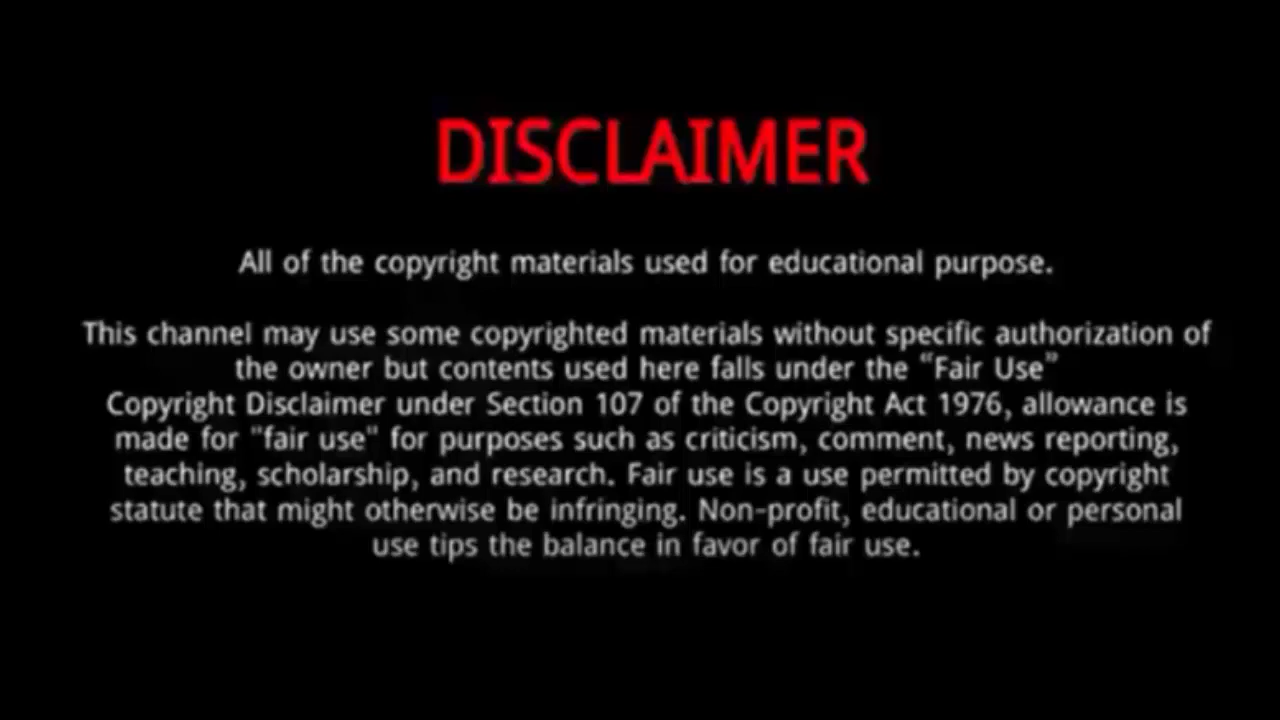 DISCLAIMER
All of the copyright materials used for educational purpose.
This channel may use some copyrighted materials without specific authorization of
the owner but contents used here falls under the “Fair Use”
Copyright Disclaimer under Section 107 of the Copyright Act 1976, allowance is
made for "fair use" for purposes such as criticism, comment, news reporting,
teaching, scholarship, and research. Fair use is a use permitted by copyright
statute that might otherwise be infringing. Non-profit, educational or personal
use tips the balance in favor of fair use.